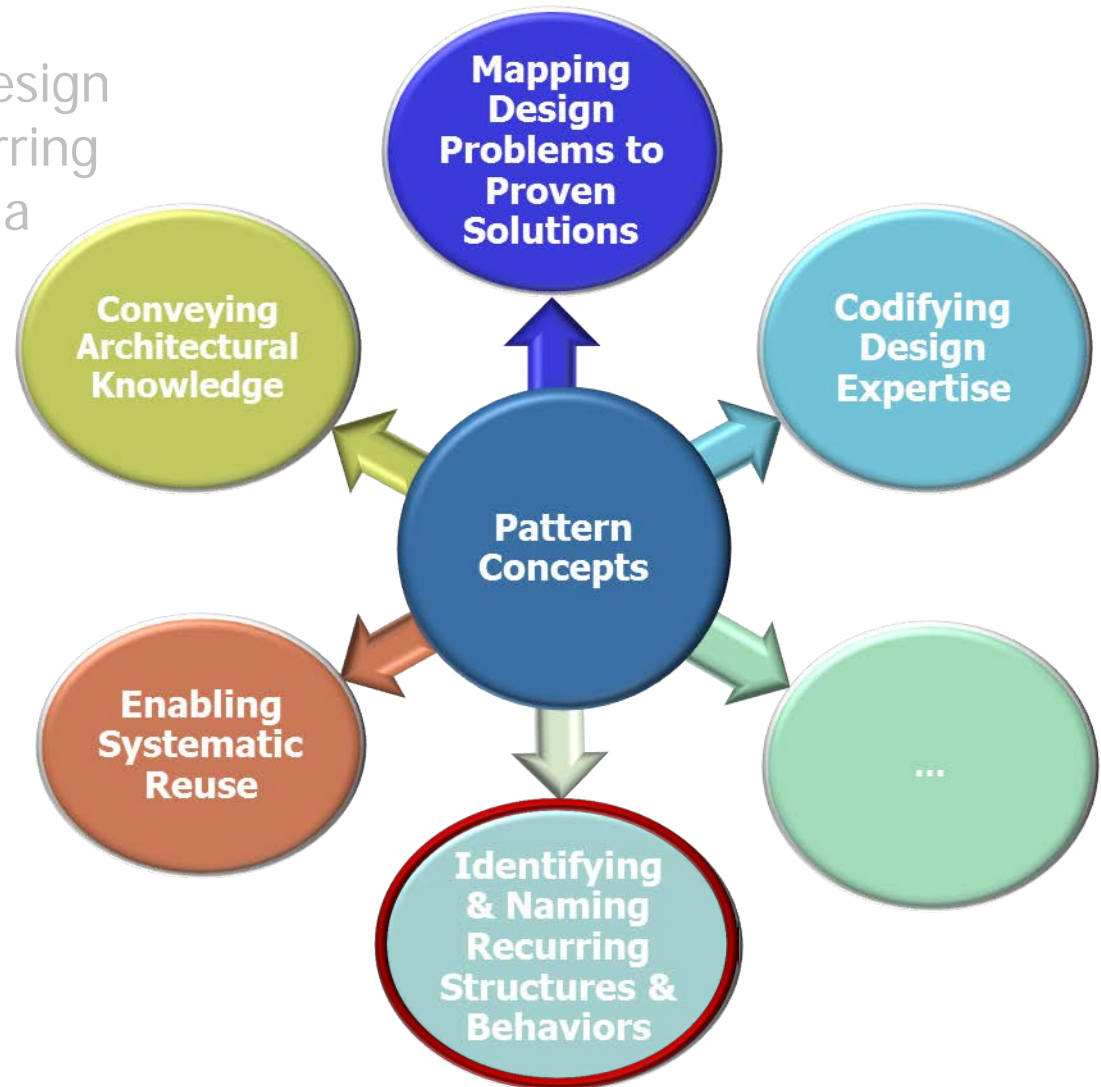 esign
rring
a
Mapping
Design
Problems to
Proven
Solutions
Conveying
Architectural
Knowledge
Codifying
Design
Expertise
Pattern
Concepts
Enabling
Systematic
Reuse
...
Identifying
& Naming
Recurring
Structures &
Behaviors